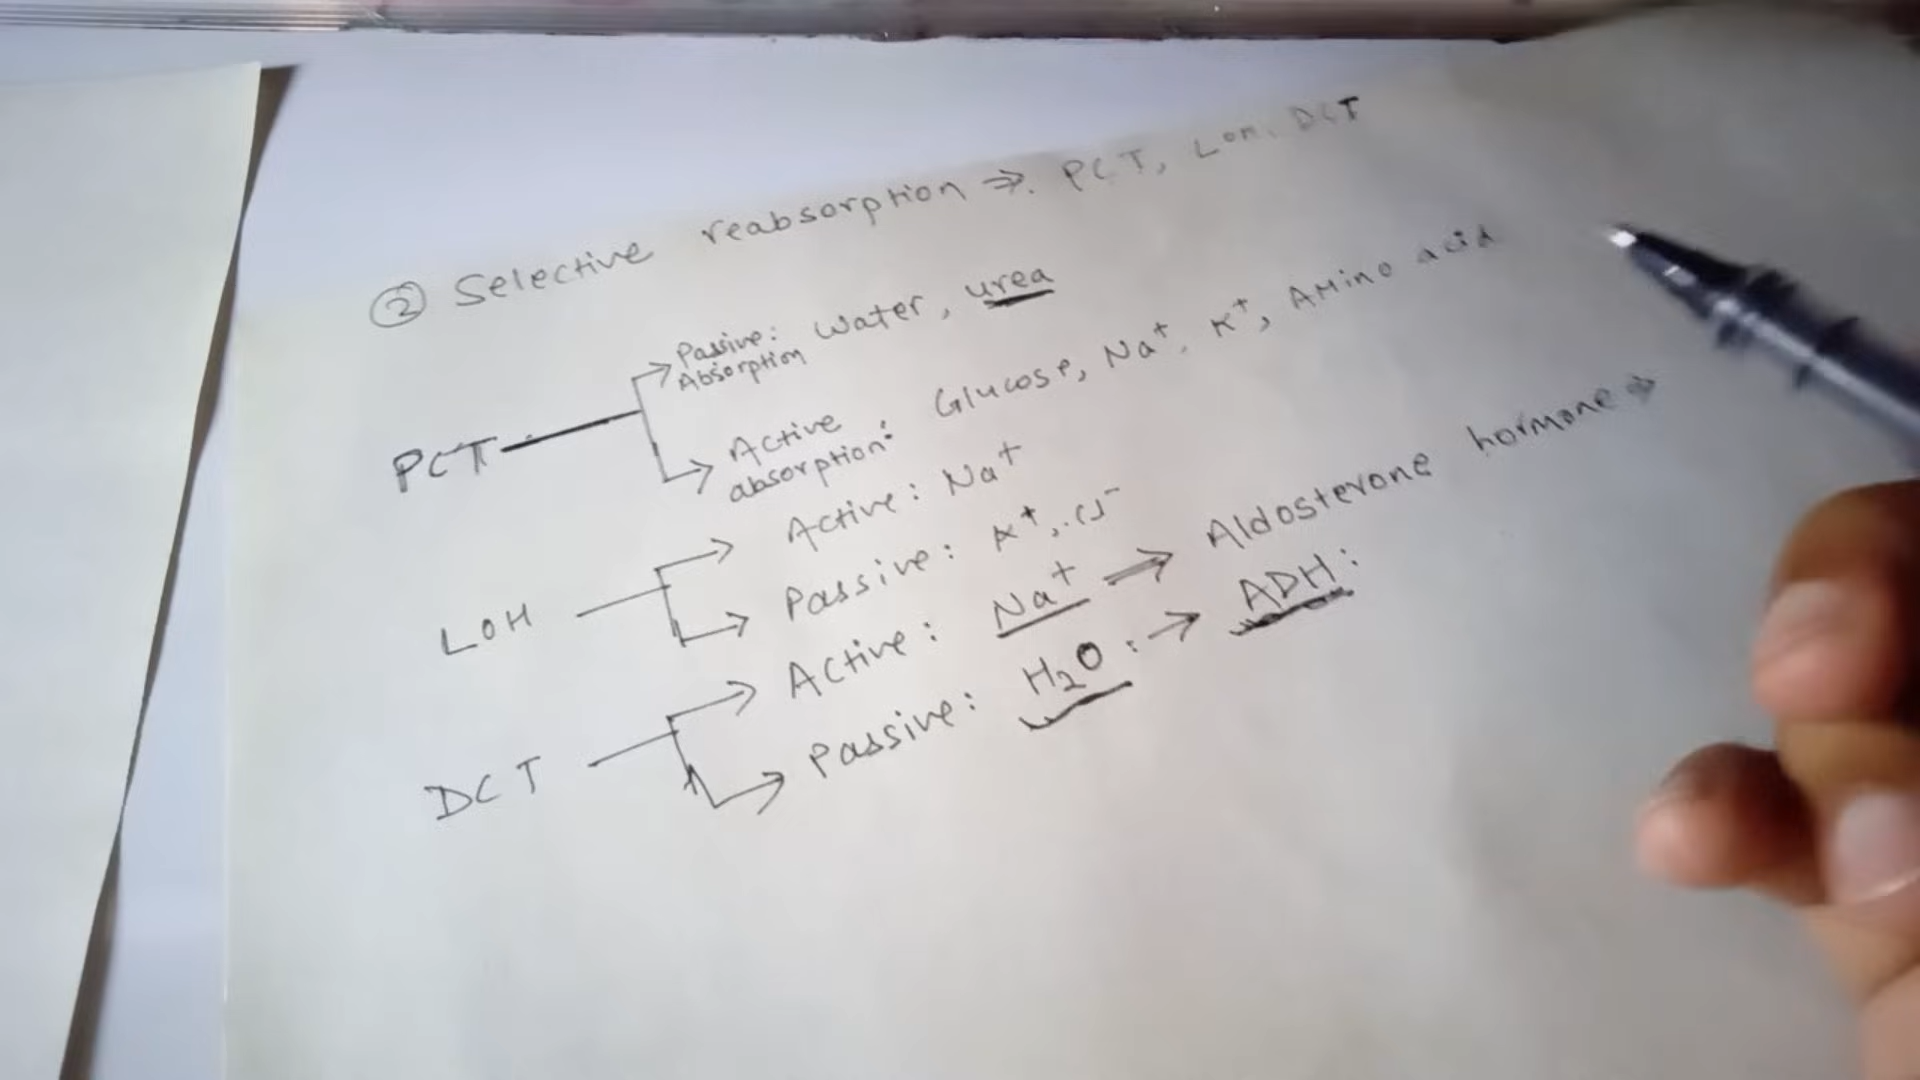 ② Selective reabsorption ⇒. PCT, LOH, DCT
Passive: Water, urea
Absorption
PCT
Active
absorption: Glucose, Na⁺, K⁺, Amino acid
Active: Na⁺
LOH
Passive: K⁺, Cl⁻
Active: Na⁺ ⇒ Aldosterone hormone ⇒
DCT
Passive: H₂O: → ADH: